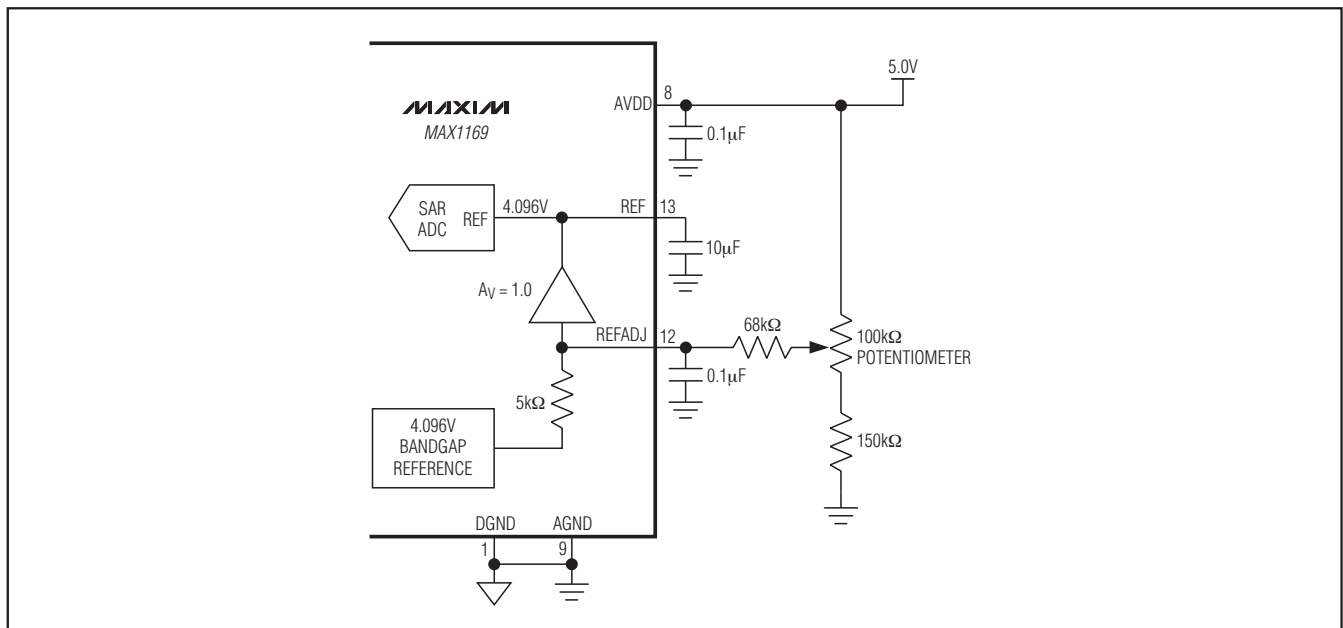 5.0V
AVDD
8
0.1µF
MAXIM
MAX1169
SAR
ADC
REF
4.096V
REF
13
10µF
AV = 1.0
REFADJ
12
68kΩ
100kΩ
POTENTIOMETER
0.1µF
5kΩ
4.096V
BANDGAP
REFERENCE
150kΩ
DGND
AGND
1
9